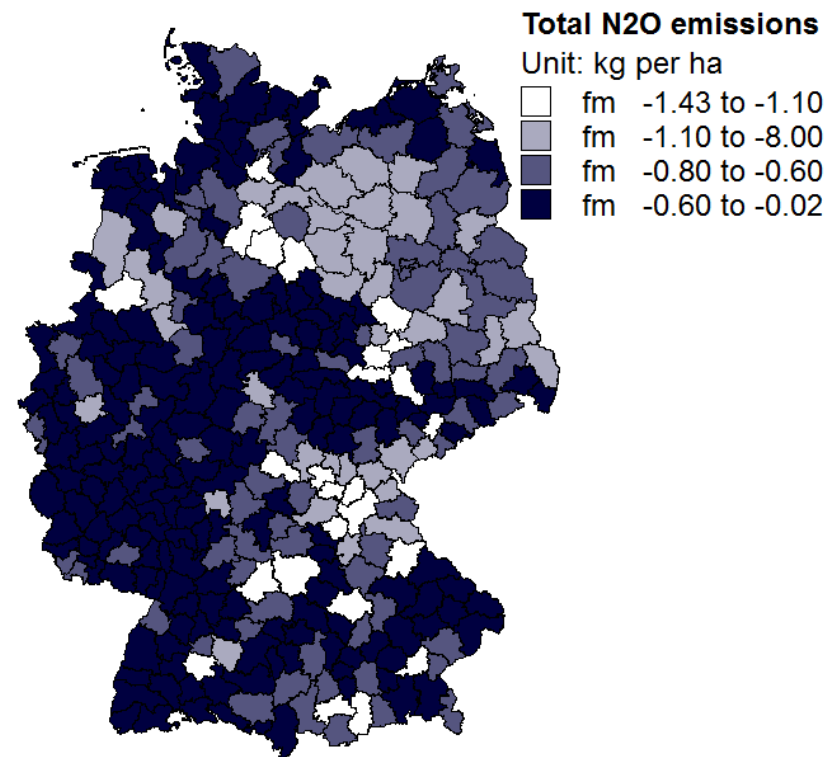 Total N2O emissions
Unit: kg per ha
fm -1.43 to -1.10
fm -1.10 to -8.00
fm -0.80 to -0.60
fm -0.60 to -0.02